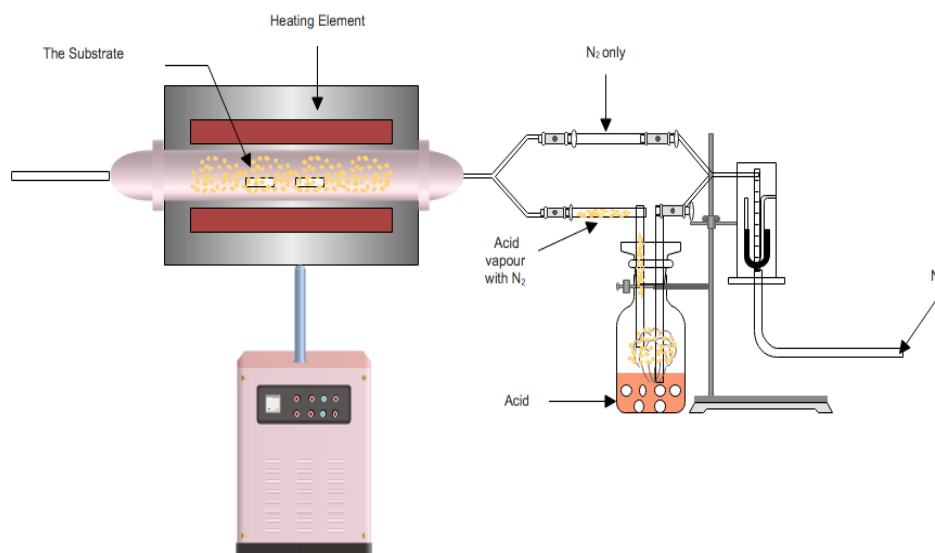 Heating Element
The Substrate
N₂ only
Acid
vapour
with N₂
N
Acid